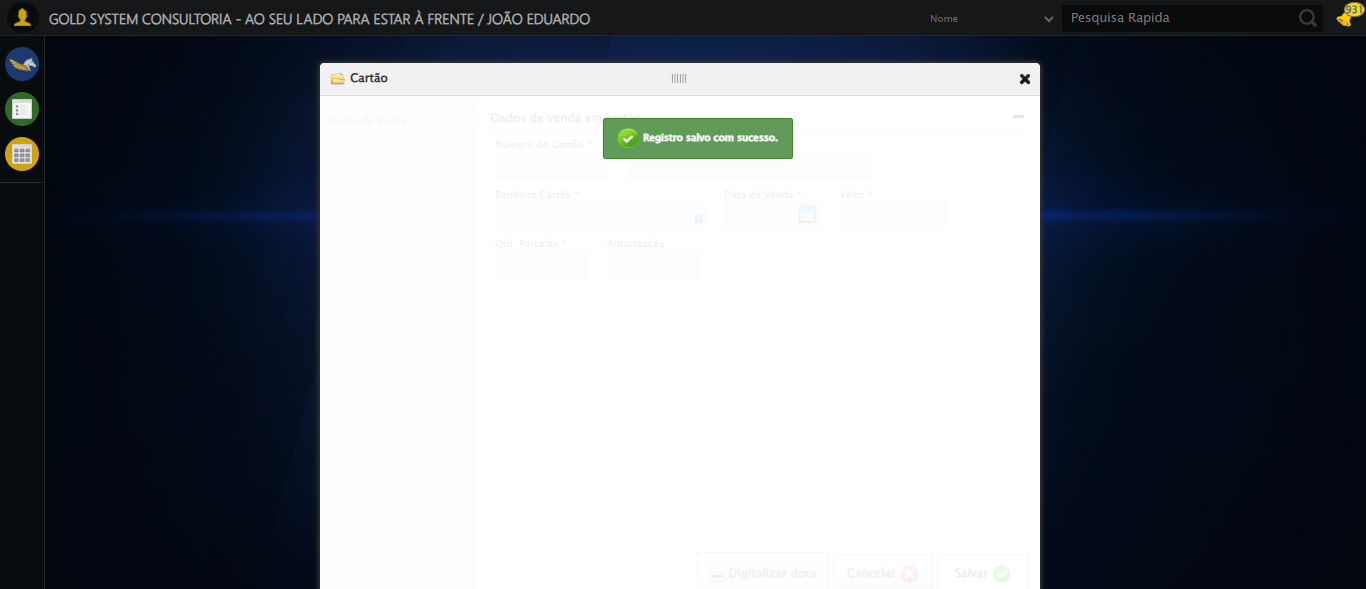 GOLD SYSTEM CONSULTORIA - AO SEU LADO PARA ESTAR À FRENTE / JOÃO EDUARDO
Nome
Pesquisa Rapida
931
Cartão
Dados de Venda
Dados de venda em cartão
Registro salvo com sucesso.
Número do Cartão *
Bandeira Cartão *
Data de Venda *
Valor *
Qtd. Parcelas *
Autorização
Digitalizar docs
Cancelar
Salvar